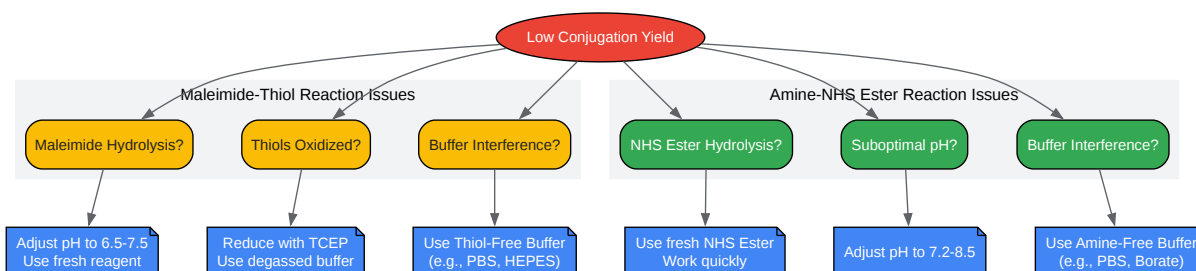 Low Conjugation Yield
Maleimide-Thiol Reaction Issues
Amine-NHS Ester Reaction Issues
Maleimide Hydrolysis?
Thiols Oxidized?
Buffer Interference?
NHS Ester Hydrolysis?
Suboptimal pH?
Buffer Interference?
Adjust pH to 6.5-7.5
Use fresh reagent
Reduce with TCEP
Use degassed buffer
Use Thiol-Free Buffer
(e.g., PBS, HEPES)
Use fresh NHS Ester
Work quickly
Adjust pH to 7.2-8.5
Use Amine-Free Buffer
(e.g., PBS, Borate)